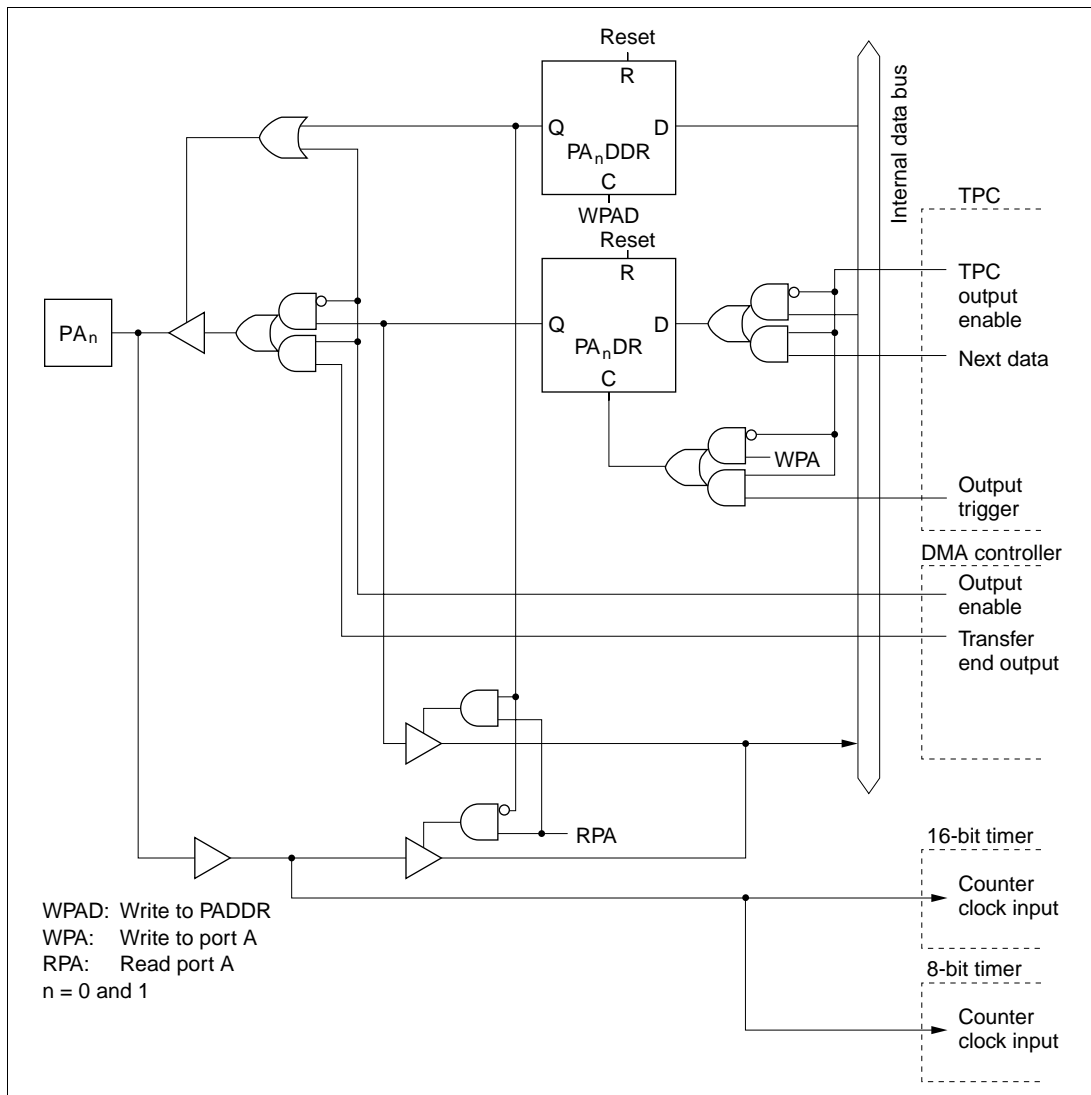 Reset
R
Q
D
PAnDDR
C
WPAD
Internal data bus
TPC
Reset
R
TPC
output
enable
PAn
Q
D
PAnDR
Next data
C
WPA
Output
trigger
DMA controller
Output
enable
Transfer
end output
RPA
16-bit timer
Counter
clock input
WPAD: Write to PADDR
WPA: Write to port A
RPA: Read port A
n = 0 and 1
8-bit timer
Counter
clock input